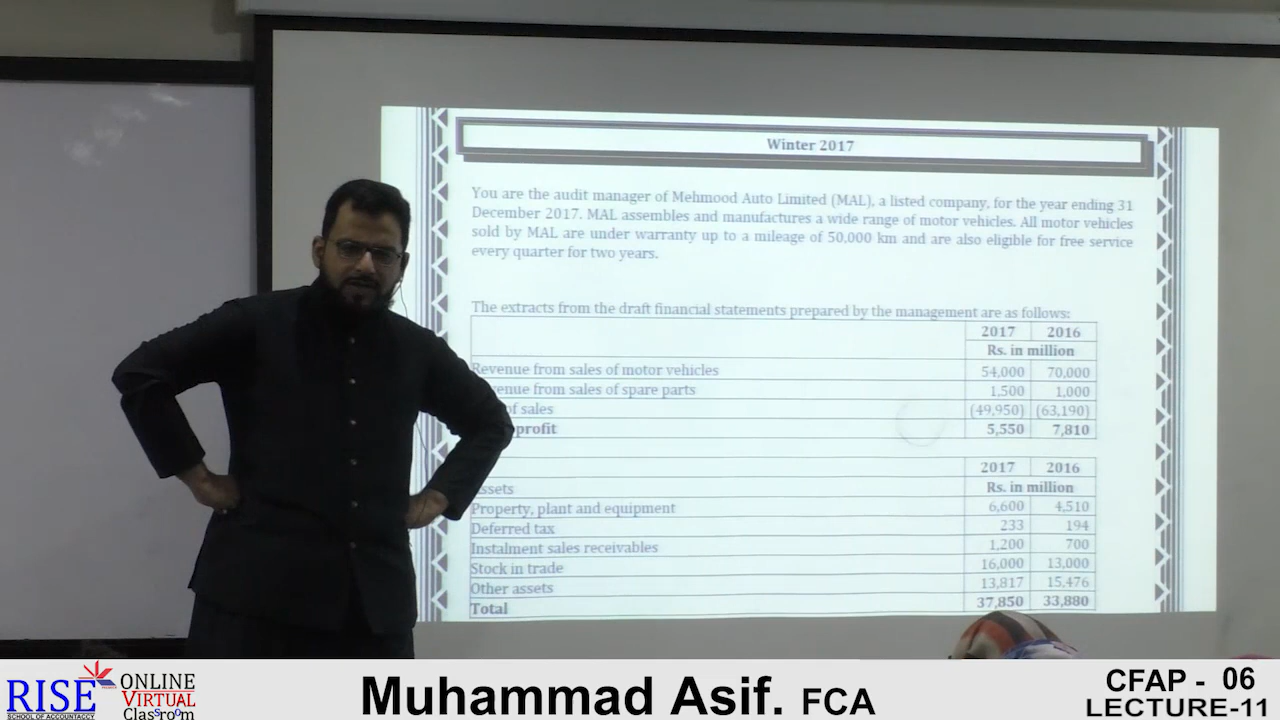 Winter 2017
You are the audit manager of Mehmood Auto Limited (MAL), a listed company, for the year ending 31
December 2017. MAL assembles and manufactures a wide range of motor vehicles. All motor vehicles
sold by MAL are under warranty up to a mileage of 50,000 km and are also eligible for free service
every quarter for two years.
The extracts from the draft financial statements prepared by the management are as follows:
2017 2016
Rs. in million
Revenue from sales of motor vehicles 54,000 70,000
sales of spare parts 1,500 1,000
of sales (49,950) (63,190)
profit 5,550 7,810
2017 2016
Assets Rs. in million
Property, plant and equipment 6,600 4,510
Deferred tax 233 194
Instalment sales receivables 1,200 700
Stock in trade 16,000 13,000
Other assets 13,817 15,476
Total 37,850 33,880
RISE
SCHOOL OF ACCOUNTACY
ONLINE
VIRTUAL
Classroom
Muhammad Asif. FCA
CFAP - 06
LECTURE-11